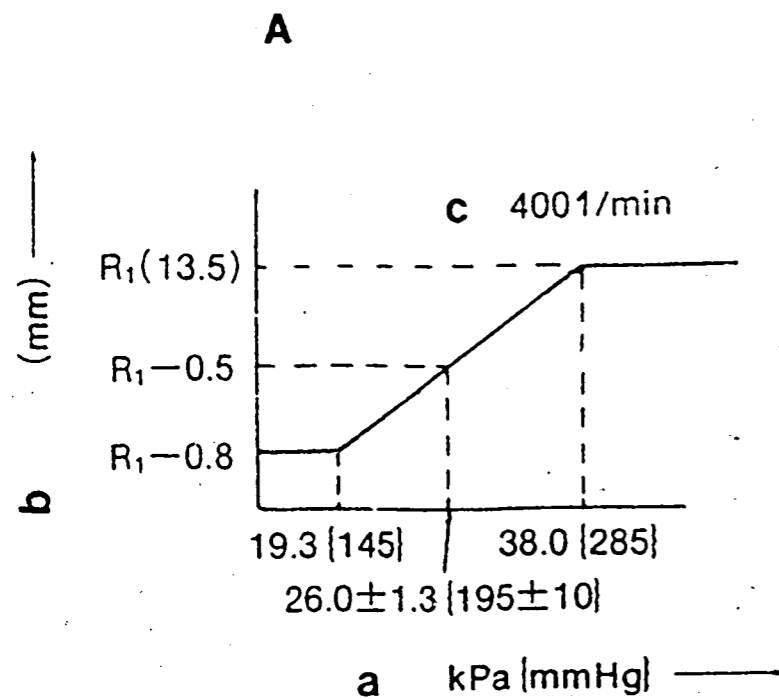 A
c 4001/min
(mm)
R₁(13.5)
R₁−0.5
R₁−0.8
b
19.3{145} 38.0{285}
26.0±1.3{195±10}
a kPa{mmHg}